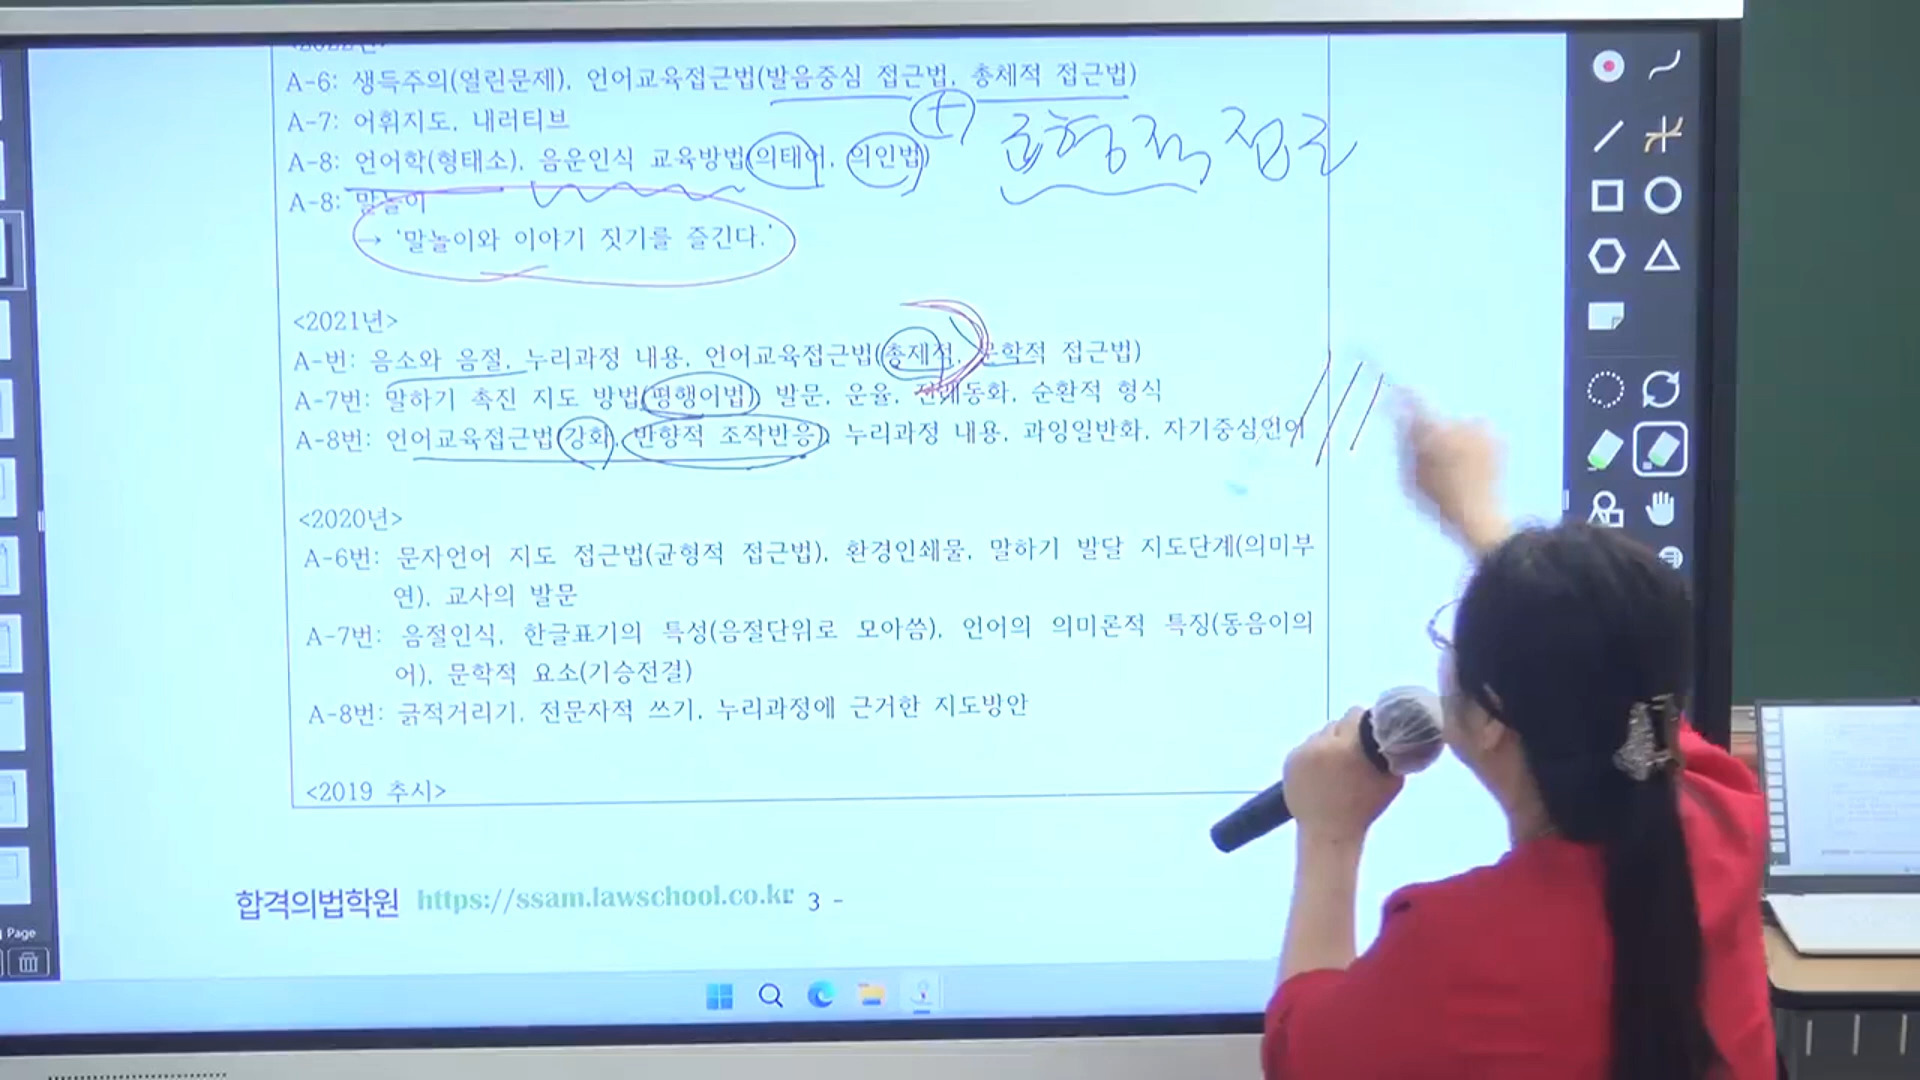 <2022년>
A-6: 생득주의(열린문제), 언어교육접근법(발음중심 접근법, 총체적 접근법)
+ 균형적 접근
A-7: 어휘지도, 내러티브
A-8: 언어학(형태소), 음운인식 교육방법(의태어, 의인법)
A-8: 말놀이
→ '말놀이와 이야기 짓기를 즐긴다.'
<2021년>
A-번: 음소와 음절, 누리과정 내용, 언어교육접근법(총체적, 문학적 접근법)
A-7번: 말하기 촉진 지도 방법(평행어법), 발문, 운율, 전래동화, 순환적 형식
A-8번: 언어교육접근법(강화, 반향적 조작반응), 누리과정 내용, 과잉일반화, 자기중심언어
<2020년>
A-6번: 문자언어 지도 접근법(균형적 접근법), 환경인쇄물, 말하기 발달 지도단계(의미부
연), 교사의 발문
A-7번: 음절인식, 한글표기의 특성(음절단위로 모아씀), 언어의 의미론적 특징(동음이의
어), 문학적 요소(기승전결)
A-8번: 긁적거리기, 전문자적 쓰기, 누리과정에 근거한 지도방안
<2019 추시>
합격의법학원 https://ssam.lawschool.co.kr 3 -
Page